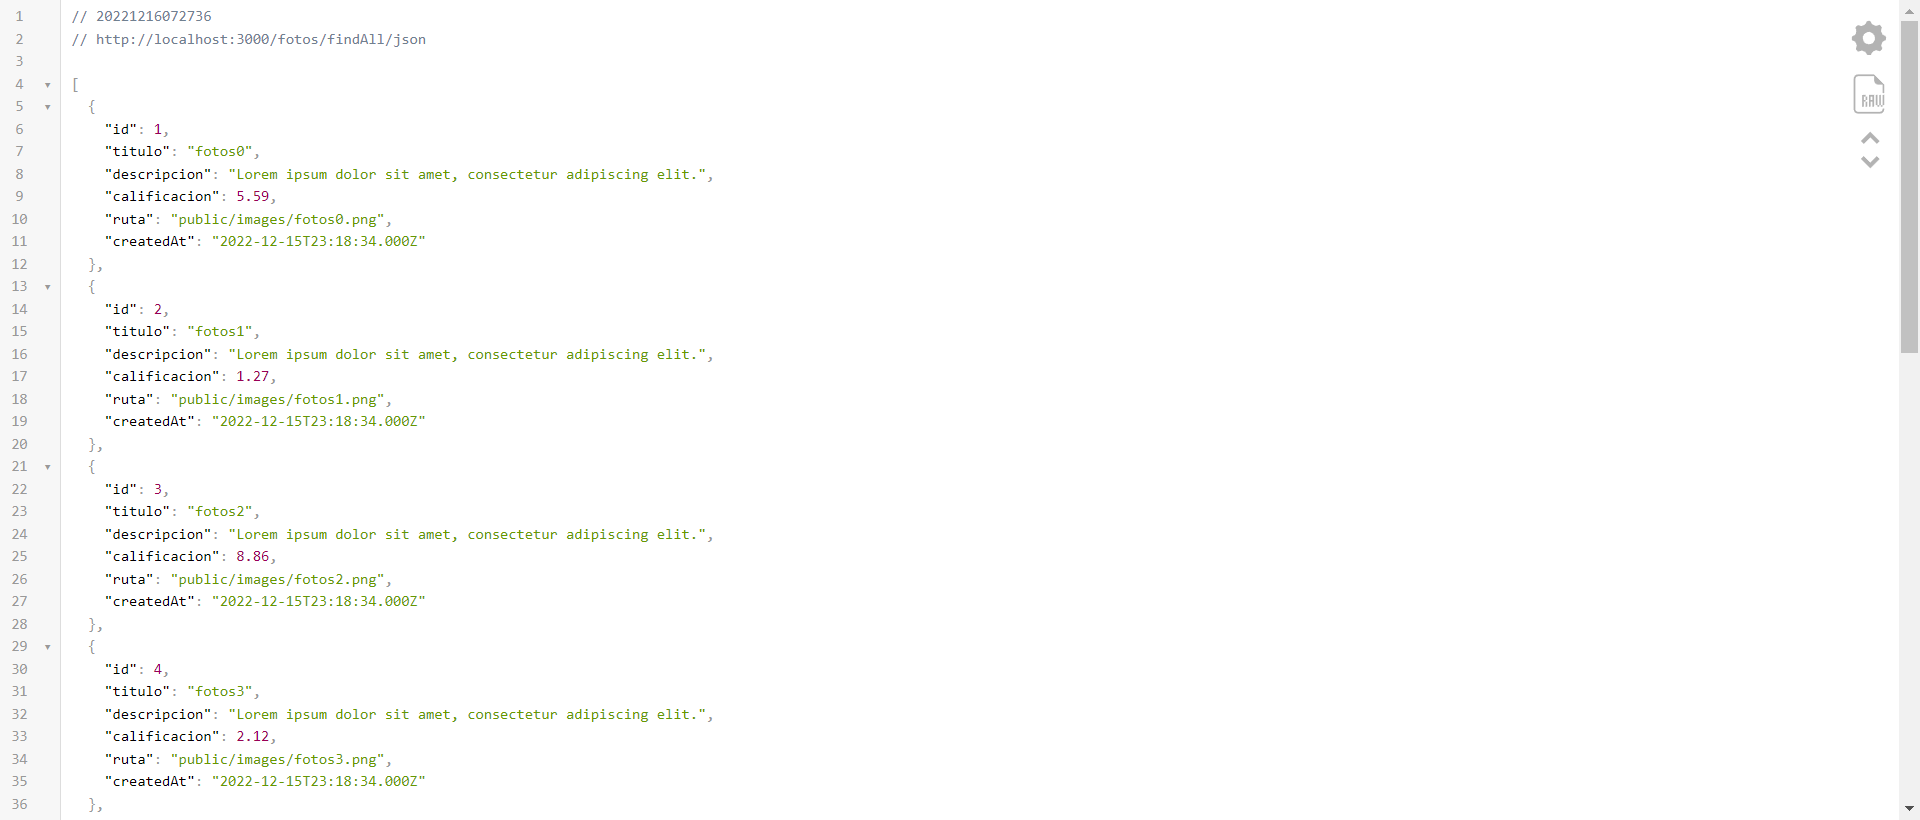 1 // 20221216072736
2 // http://localhost:3000/fotos/findAll/json
3
4 [
5 {
6 "id": 1,
7 "titulo": "fotos0",
8 "descripcion": "Lorem ipsum dolor sit amet, consectetur adipiscing elit.",
9 "calificacion": 5.59,
10 "ruta": "public/images/fotos0.png",
11 "createdAt": "2022-12-15T23:18:34.000Z"
12 },
13 {
14 "id": 2,
15 "titulo": "fotos1",
16 "descripcion": "Lorem ipsum dolor sit amet, consectetur adipiscing elit.",
17 "calificacion": 1.27,
18 "ruta": "public/images/fotos1.png",
19 "createdAt": "2022-12-15T23:18:34.000Z"
20 },
21 {
22 "id": 3,
23 "titulo": "fotos2",
24 "descripcion": "Lorem ipsum dolor sit amet, consectetur adipiscing elit.",
25 "calificacion": 8.86,
26 "ruta": "public/images/fotos2.png",
27 "createdAt": "2022-12-15T23:18:34.000Z"
28 },
29 {
30 "id": 4,
31 "titulo": "fotos3",
32 "descripcion": "Lorem ipsum dolor sit amet, consectetur adipiscing elit.",
33 "calificacion": 2.12,
34 "ruta": "public/images/fotos3.png",
35 "createdAt": "2022-12-15T23:18:34.000Z"
36 },
RAW